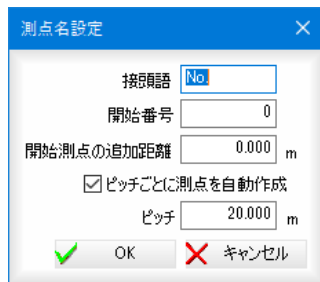 測点名設定
接頭語 No.
開始番号 0
開始測点の追加距離 0.000 m
ピッチごとに測点を自動作成
ピッチ 20.000 m
OK キャンセル